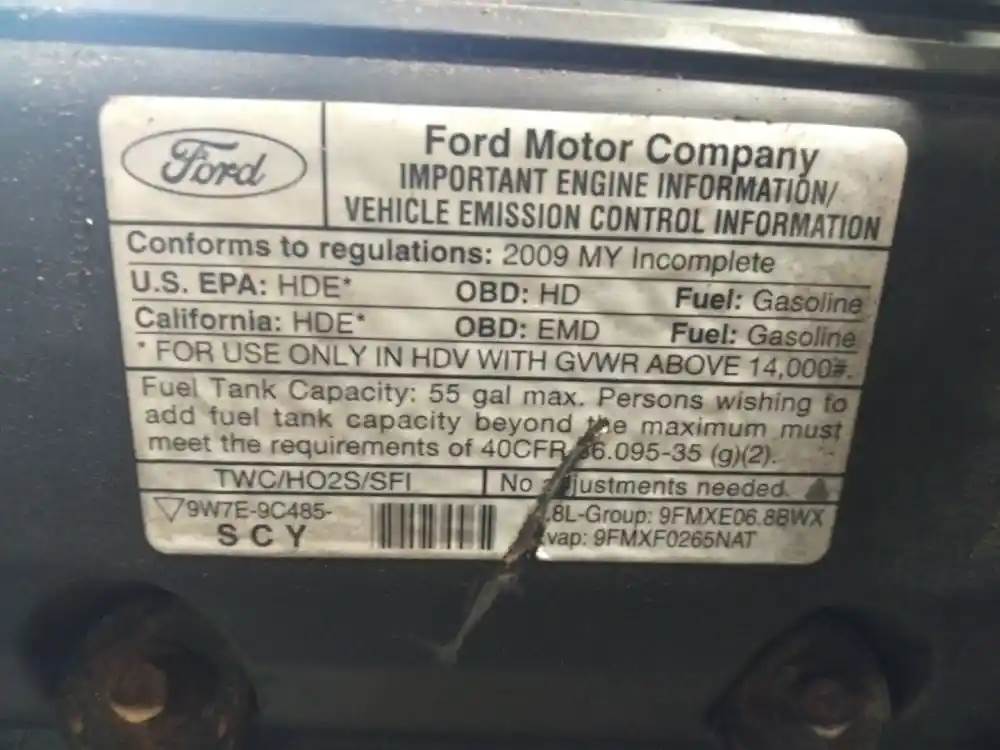 Ford
Ford Motor Company
IMPORTANT ENGINE INFORMATION/
VEHICLE EMISSION CONTROL INFORMATION
Conforms to regulations: 2009 MY Incomplete
U.S. EPA: HDE* OBD: HD Fuel: Gasoline
California: HDE* OBD: EMD Fuel: Gasoline
* FOR USE ONLY IN HDV WITH GVWR ABOVE 14,000#.
Fuel Tank Capacity: 55 gal max. Persons wishing to
add fuel tank capacity beyond the maximum must
meet the requirements of 40CFR 86.095-35 (g)(2).
TWC/HO2S/SFI No adjustments needed.
9W7E-9C485- .8L-Group: 9FMXE06.8BWX
SCY Evap: 9FMXF0265NAT